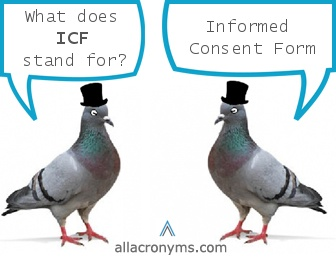 What does
ICF
stand for?
Informed
Consent Form
allacronyms.com